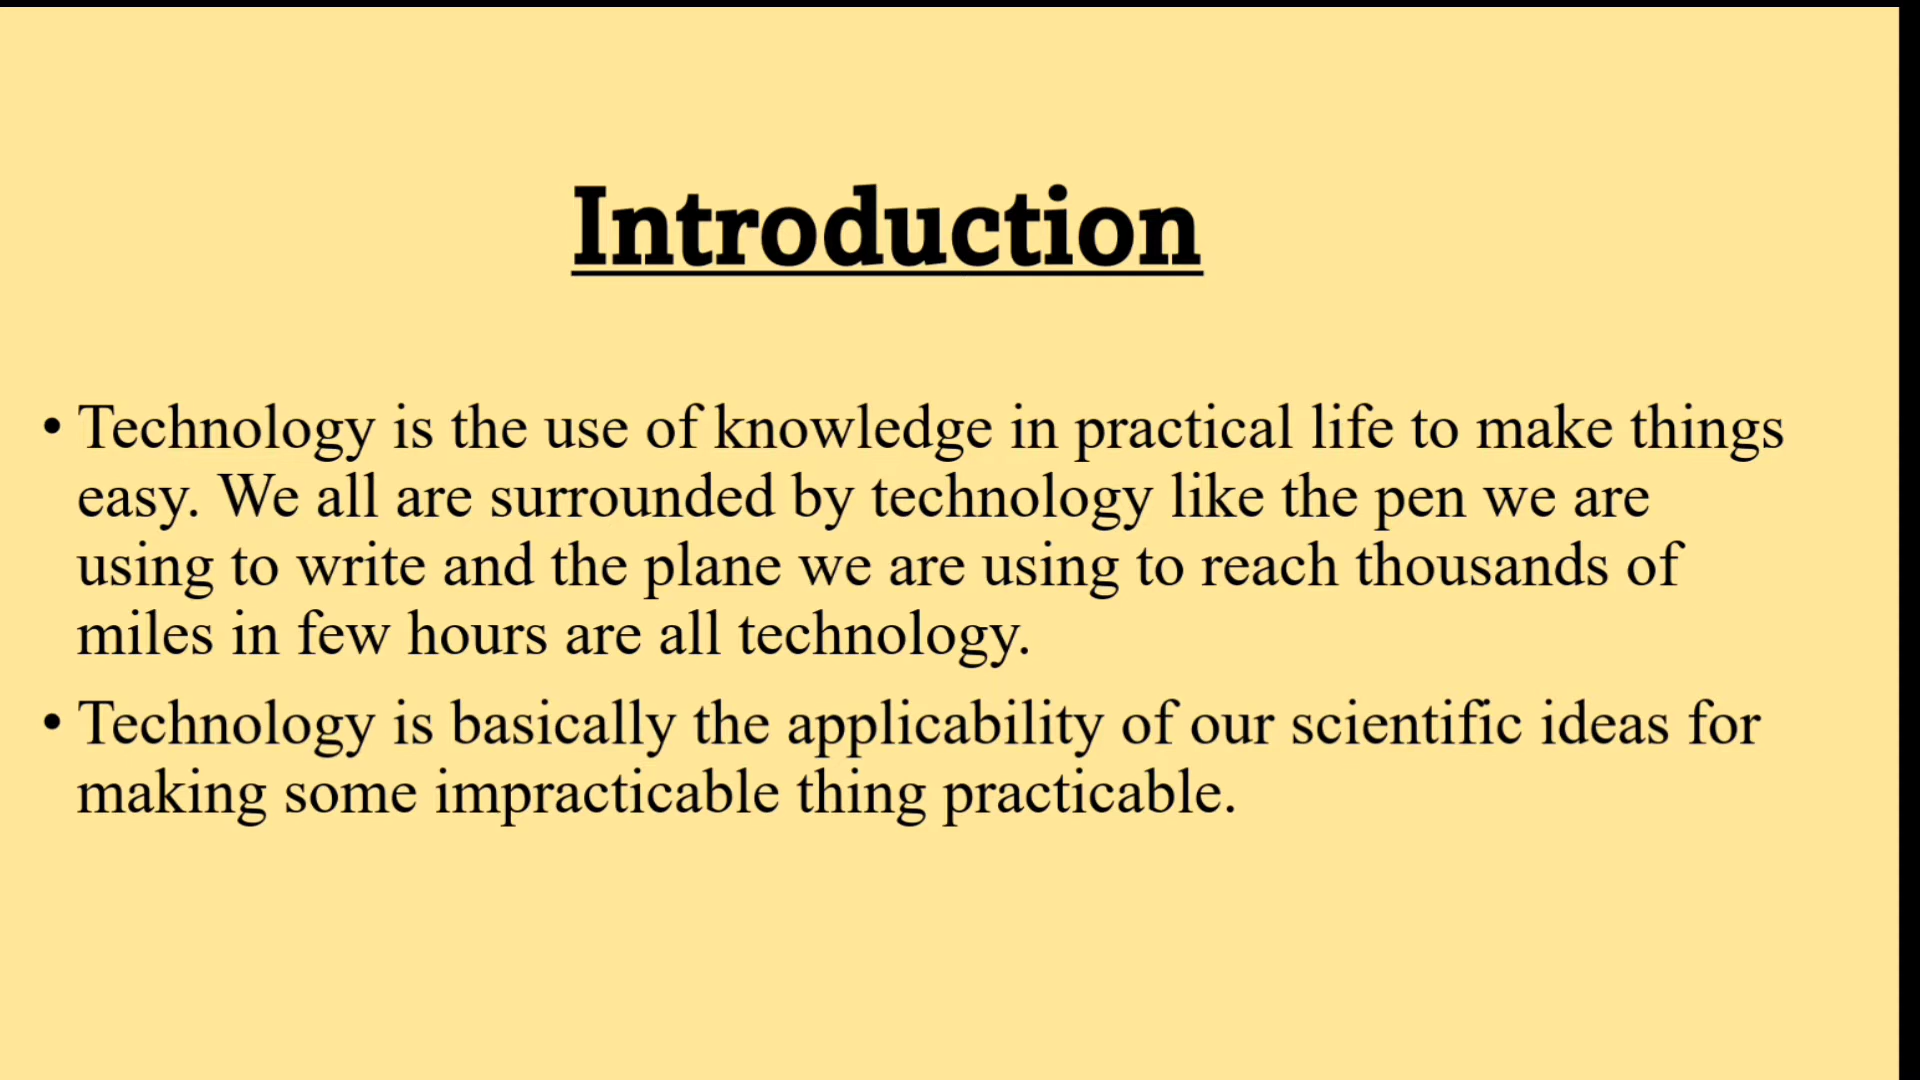 Introduction
• Technology is the use of knowledge in practical life to make things
easy. We all are surrounded by technology like the pen we are
using to write and the plane we are using to reach thousands of
miles in few hours are all technology.
• Technology is basically the applicability of our scientific ideas for
making some impracticable thing practicable.